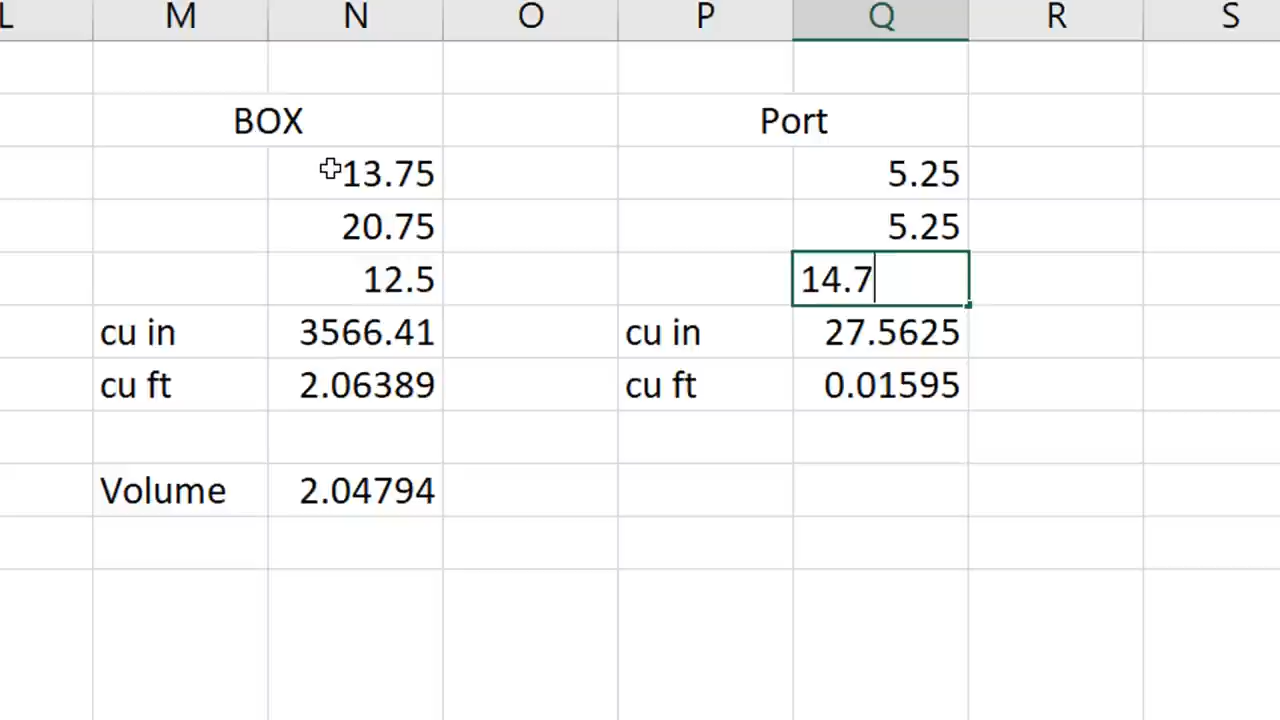 L M N O P Q R S
BOX Port
13.75 5.25
20.75 5.25
12.5 14.7
cu in 3566.41 cu in 27.5625
cu ft 2.06389 cu ft 0.01595
Volume 2.04794